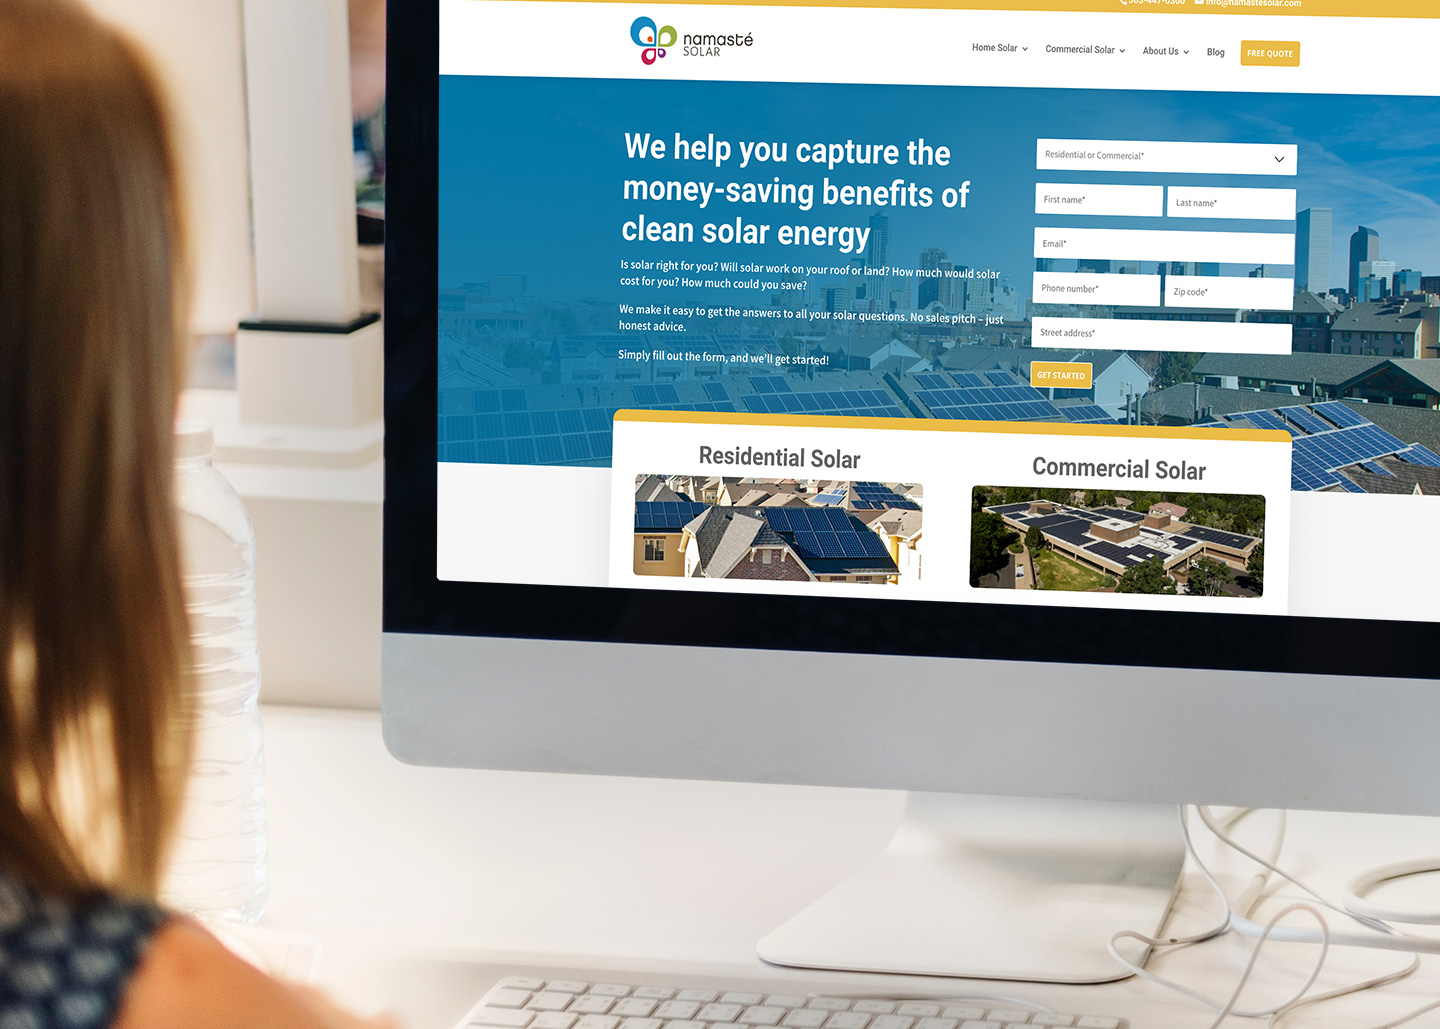 info@namastesolar.com
namasté
SOLAR
Home Solar
Commercial Solar
About Us
Blog
FREE QUOTE
We help you capture the
money-saving benefits of
clean solar energy
Is solar right for you? Will solar work on your roof or land? How much would solar
cost for you? How much could you save?
We make it easy to get the answers to all your solar questions. No sales pitch – just
honest advice.
Simply fill out the form, and we'll get started!
Residential or Commercial*
First name*
Last name*
Email*
Phone number*
Zip code*
Street address*
GET STARTED
Residential Solar
Commercial Solar